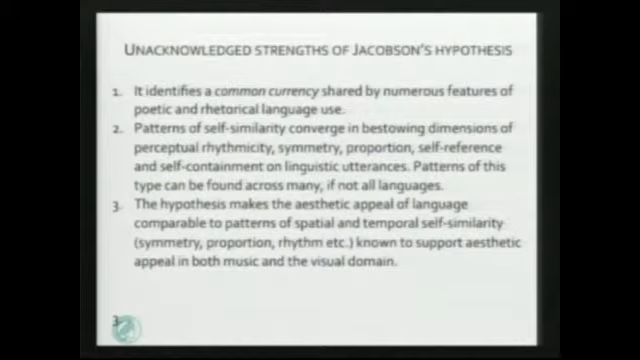 UNACKNOWLEDGED STRENGTHS OF JACOBSON'S HYPOTHESIS
1. It identifies a common currency shared by numerous features of
poetic and rhetorical language use.
2. Patterns of self-similarity converge in bestowing dimensions of
perceptual rhythmicity, symmetry, proportion, self-reference
and self-containment on linguistic utterances. Patterns of this
type can be found across many, if not all languages.
3. The hypothesis makes the aesthetic appeal of language
comparable to patterns of spatial and temporal self-similarity
(symmetry, proportion, rhythm etc.) known to support aesthetic
appeal in both music and the visual domain.
3